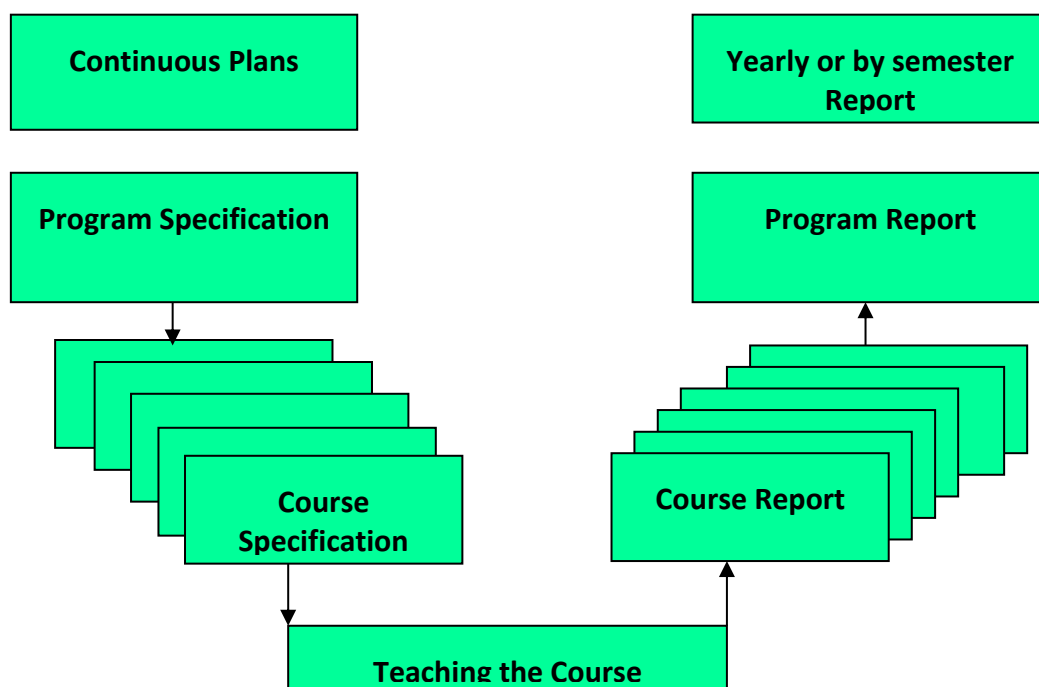 Continuous Plans
Yearly or by semester
Report
Program Specification
Program Report
Course
Specification
Course Report
Teaching the Course